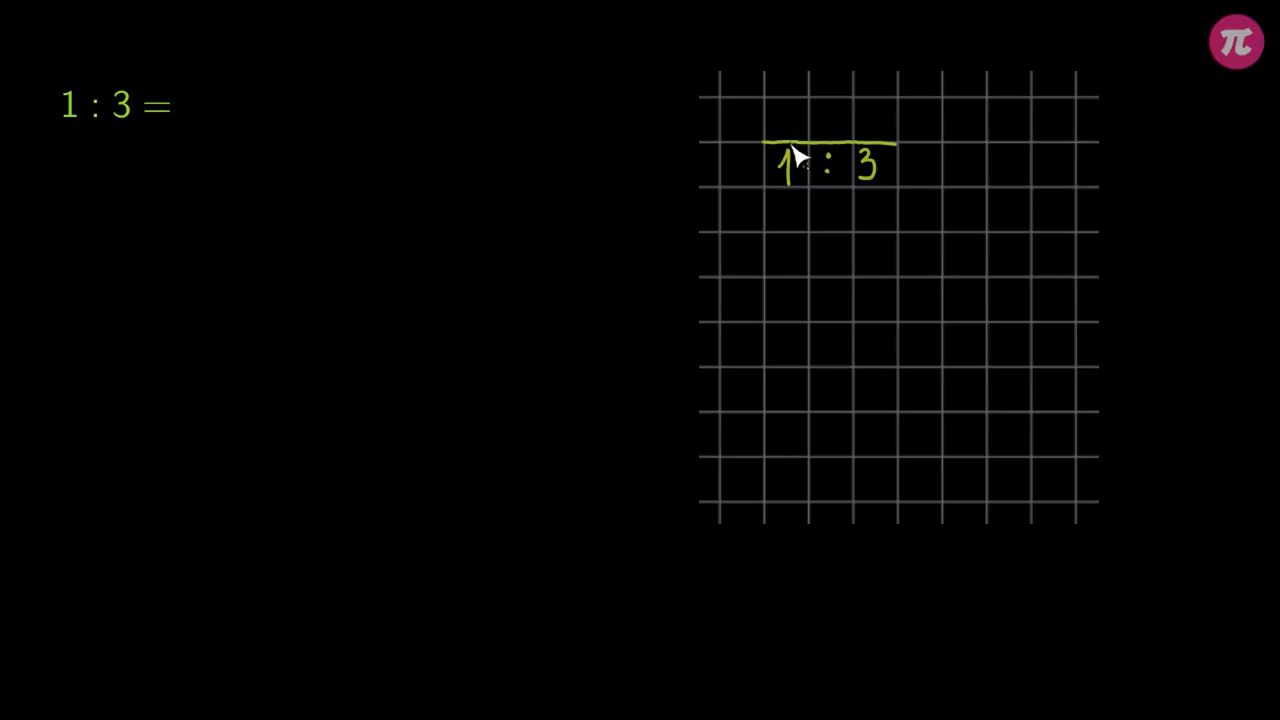 π
1 : 3 =
1 : 3